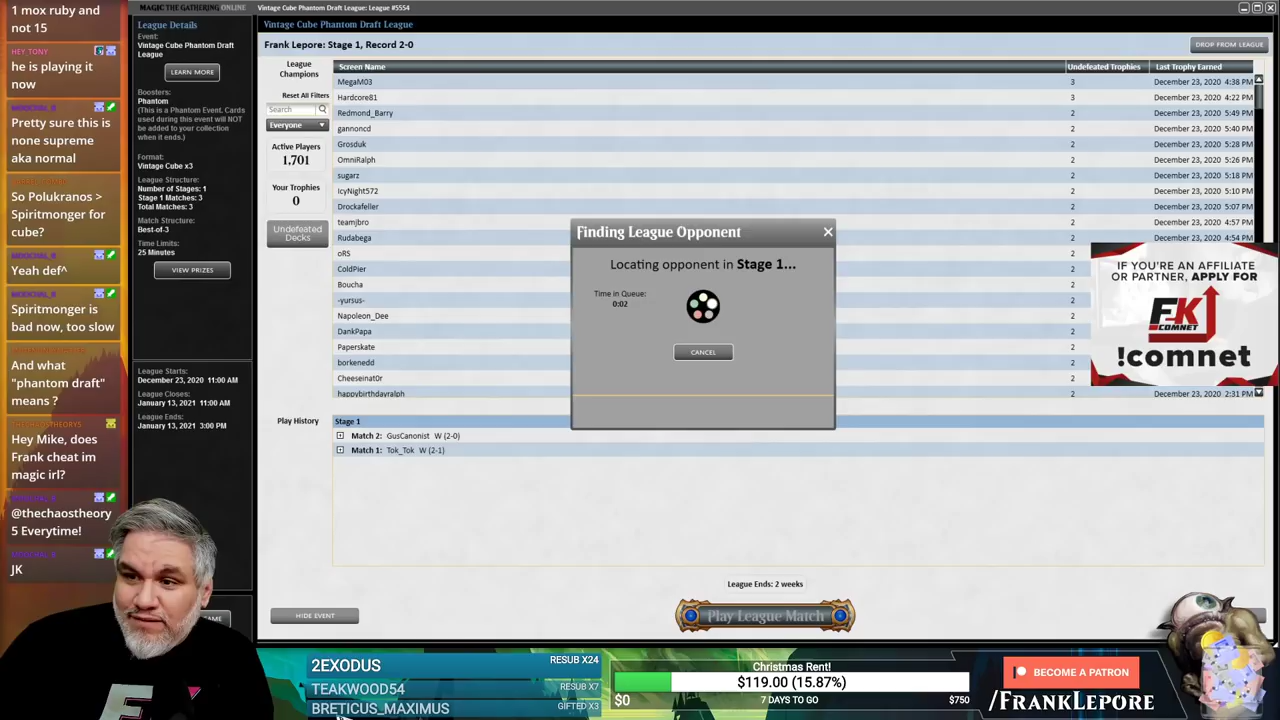 1 mox ruby and
not 15
HEY_TONY
he is playing it
now
Pretty sure this is
none supreme
aka normal
So Polukranos >
Spiritmonger for
cube?
Yeah def^
Spiritmonger is
bad now, too slow
And what
"phantom draft"
means ?
THECHAOSTHEORY5
Hey Mike, does
Frank cheat im
magic irl?
@thechaostheory
5 Everytime!
JK
MAGIC THE GATHERING ONLINE
Vintage Cube Phantom Draft League: League #5554
League Details
Event:
Vintage Cube Phantom Draft
League
LEARN MORE
Boosters:
Phantom
(This is a Phantom Event. Cards
used during this event will NOT
be added to your collection
when it ends.)
Format:
Vintage Cube x3
League Structure:
Number of Stages: 1
Stage 1 Matches: 3
Total Matches: 3
Match Structure:
Best-of-3
Time Limits:
25 Minutes
VIEW PRIZES
League Starts:
December 23, 2020 11:00 AM
League Closes:
January 13, 2021 11:00 AM
League Ends:
January 13, 2021 3:00 PM
Vintage Cube Phantom Draft League
Frank Lepore: Stage 1, Record 2-0
DROP FROM LEAGUE
League
Champions
Reset All Filters
Search
Everyone
Active Players
1,701
Your Trophies
0
Undefeated
Decks
Screen Name Undefeated Trophies Last Trophy Earned
MegaM03 3 December 23, 2020 4:38 PM
Hardcore81 3 December 23, 2020 4:22 PM
Redmond_Barry 2 December 23, 2020 5:49 PM
gannoncd 2 December 23, 2020 5:40 PM
Grosduk 2 December 23, 2020 5:28 PM
OmniRalph 2 December 23, 2020 5:26 PM
sugarz 2 December 23, 2020 5:18 PM
IcyNight572 2 December 23, 2020 5:10 PM
Drockafeller 2 December 23, 2020 5:07 PM
teamjbro 2 December 23, 2020 4:57 PM
Rudabega 2 December 23, 2020 4:54 PM
oRS 2
ColdPier 2
Boucha 2
-yursus- 2
Napoleon_Dee 2
DankPapa 2
Paperskate 2
borkenedd 2
Cheeseinat0r 2
happybirthdayralph 2 December 23, 2020 2:31 PM
Finding League Opponent
Locating opponent in Stage 1...
Time in Queue:
0:02
CANCEL
IF YOU'RE AN AFFILIATE
OR PARTNER, APPLY FOR
COMNET
!comnet
Play History
Stage 1
Match 2: GusCanonist W (2-0)
Match 1: Tok_Tok W (2-1)
League Ends: 2 weeks
HIDE EVENT
Play League Match
2EXODUS RESUB X24
TEAKWOOD54 RESUB X7
BRETICUS_MAXIMUS GIFTED X3
Christmas Rent!
$119.00 (15.87%)
$0 7 DAYS TO GO $750
BECOME A PATRON
/FRANKLEPORE